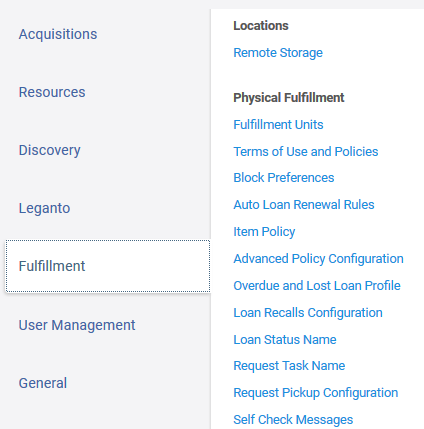 Acquisitions
Resources
Discovery
Leganto
Fulfillment
User Management
General
Locations
Remote Storage
Physical Fulfillment
Fulfillment Units
Terms of Use and Policies
Block Preferences
Auto Loan Renewal Rules
Item Policy
Advanced Policy Configuration
Overdue and Lost Loan Profile
Loan Recalls Configuration
Loan Status Name
Request Task Name
Request Pickup Configuration
Self Check Messages